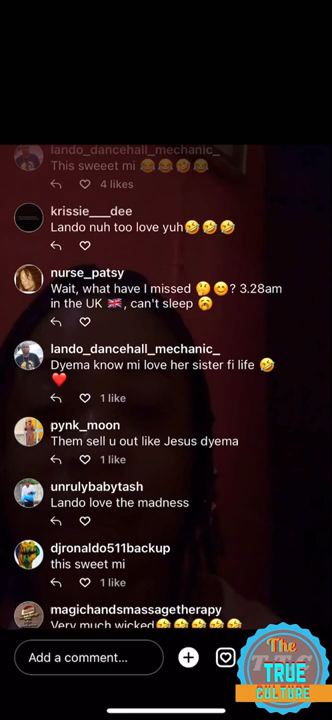 lando_dancehall_mechanic_
This sweeet mi 😂😂🤣😂
4 likes
krissie___dee
Lando nuh too love yuh🤣🤣🤣
nurse_patsy
Wait, what have I missed 🤔😊? 3.28am
in the UK 🇬🇧, can't sleep 🥱
lando_dancehall_mechanic_
Dyema know mi love her sister fi life 🤣
❤️
1 like
pynk_moon
Them sell u out like Jesus dyema
1 like
unrulybabytash
Lando love the madness
djronaldo511backup
this sweet mi
1 like
magichandsmassagetherapy
Very much wicked🤣🤣🤣🤣🤣
Add a comment...
The
T.T.C
TRUE
CULTURE